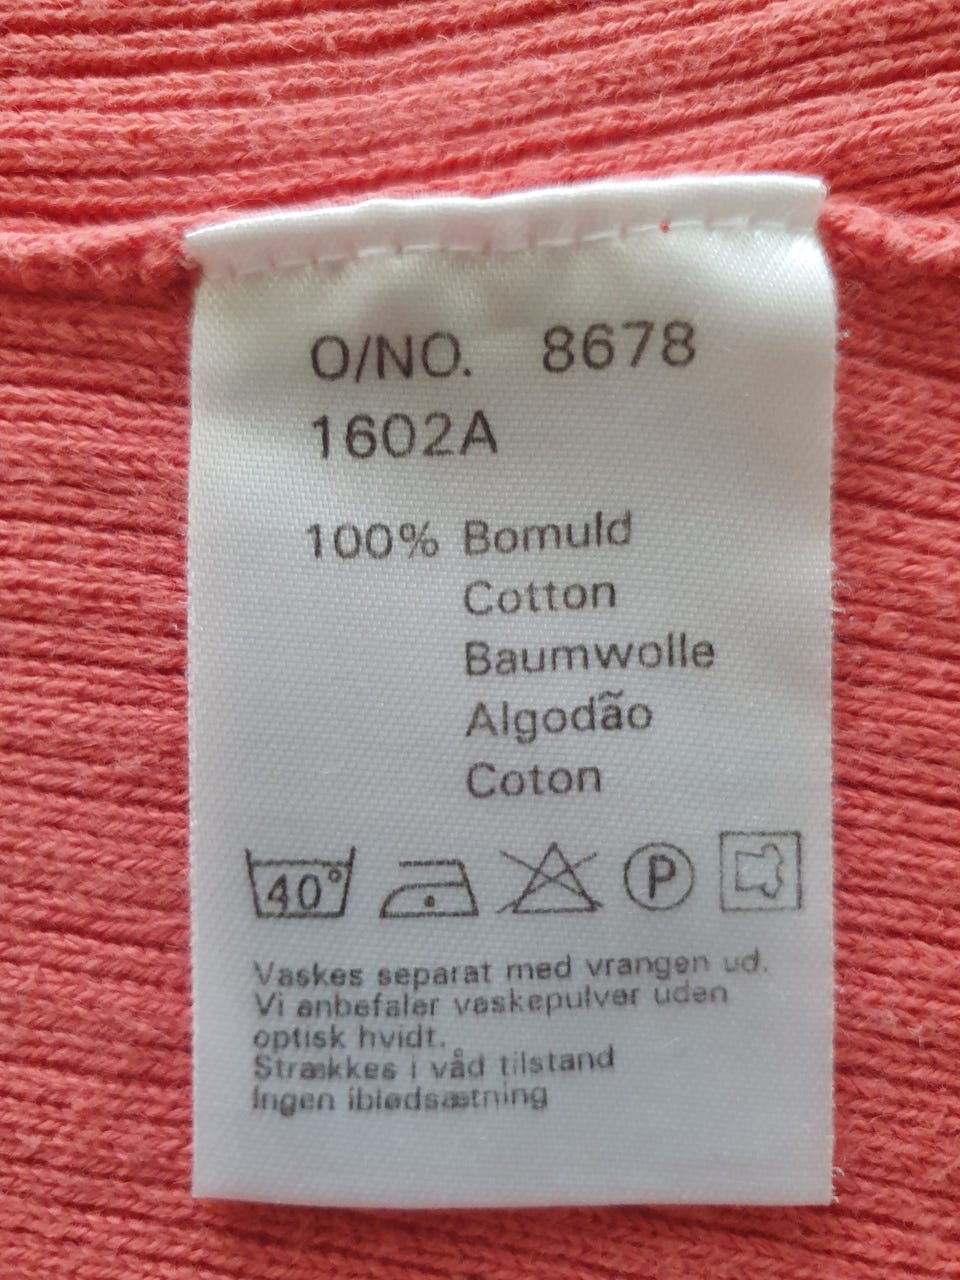 O/NO. 8678
1602A
100% Bomuld
Cotton
Baumwolle
Algodão
Coton
40°
P
Vaskes separat med vrangen ud.
Vi anbefaler vaskepulver uden
optisk hvidt.
Strækkes i våd tilstand
Ingen iblødsætning